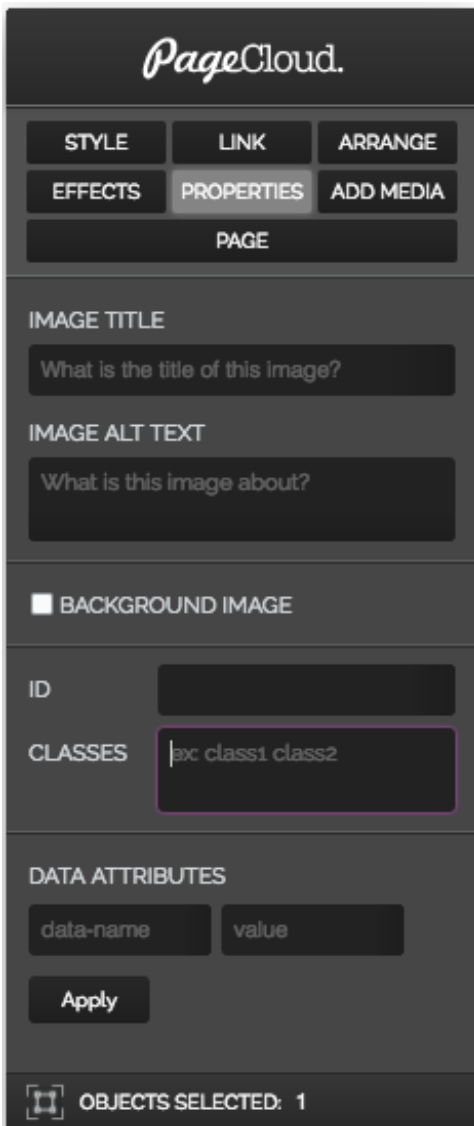 PageCloud.
STYLE LINK ARRANGE
EFFECTS PROPERTIES ADD MEDIA
PAGE
IMAGE TITLE
What is the title of this image?
IMAGE ALT TEXT
What is this image about?
BACKGROUND IMAGE
ID
CLASSES ex: class1 class2
DATA ATTRIBUTES
data-name value
Apply
OBJECTS SELECTED: 1